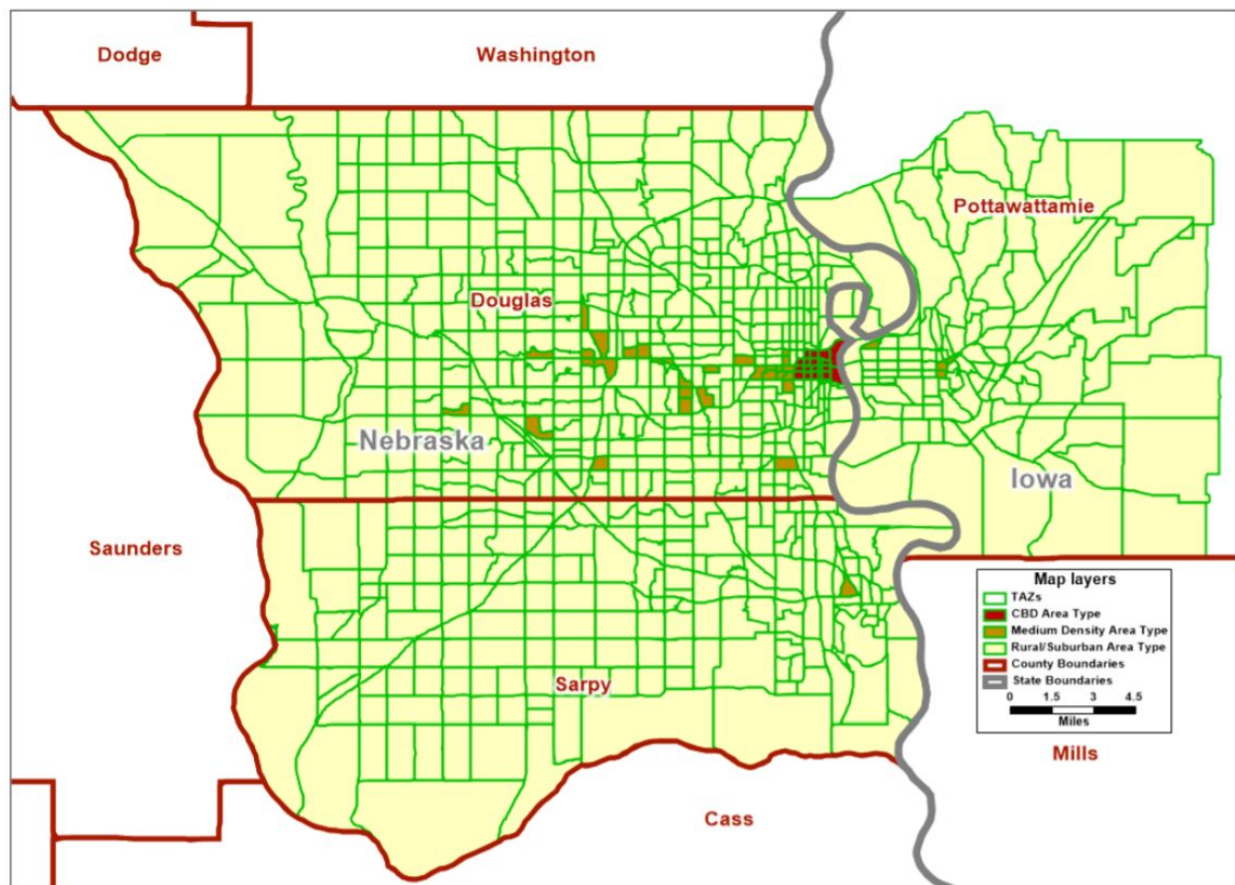 Dodge
Washington
Pottawattamie
Douglas
Nebraska
Iowa
Saunders
Map layers
TAZs
CBD Area Type
Medium Density Area Type
Rural/Suburban Area Type
County Boundaries
State Boundaries
0 1.5 3 4.5
Miles
Sarpy
Mills
Cass